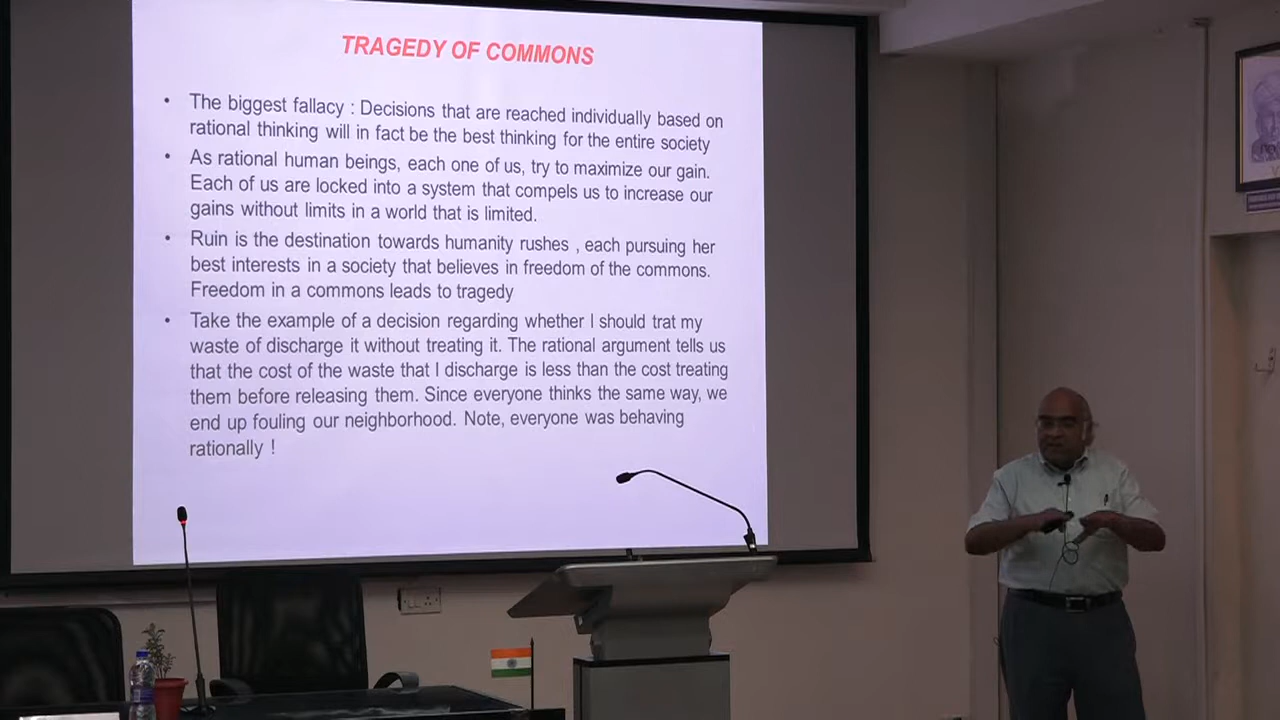 TRAGEDY OF COMMONS
• The biggest fallacy : Decisions that are reached individually based on
rational thinking will in fact be the best thinking for the entire society
• As rational human beings, each one of us, try to maximize our gain.
Each of us are locked into a system that compels us to increase our
gains without limits in a world that is limited.
• Ruin is the destination towards humanity rushes , each pursuing her
best interests in a society that believes in freedom of the commons.
Freedom in a commons leads to tragedy
• Take the example of a decision regarding whether I should trat my
waste of discharge it without treating it. The rational argument tells us
that the cost of the waste that I discharge is less than the cost treating
them before releasing them. Since everyone thinks the same way, we
end up fouling our neighborhood. Note, everyone was behaving
rationally !